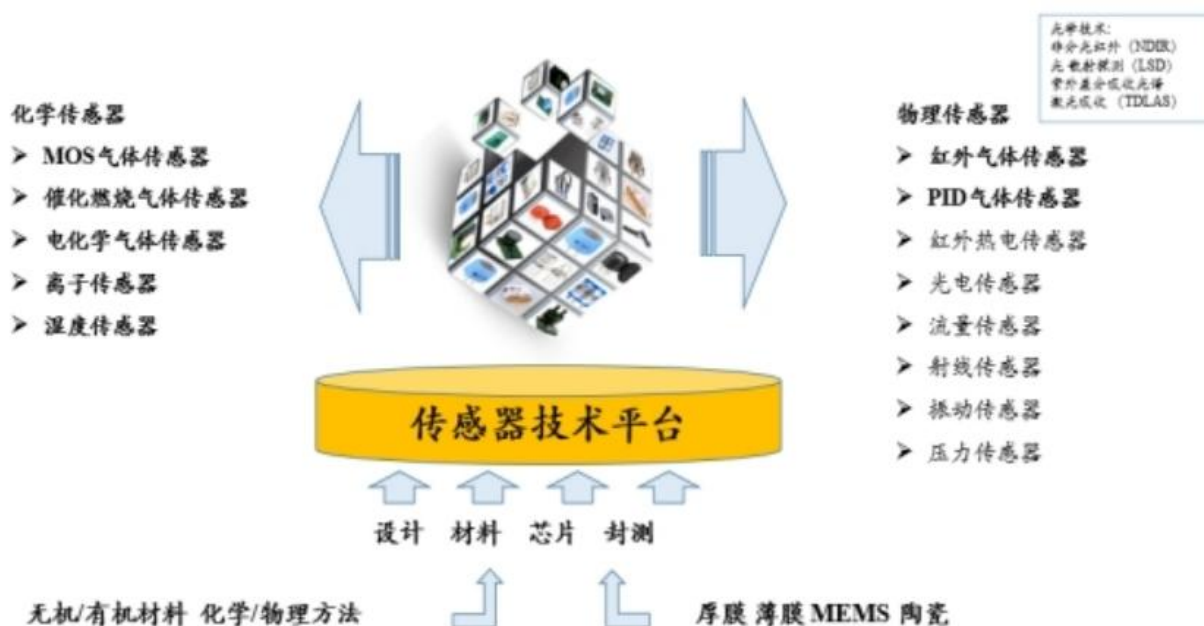 光学技术:
非分光红外（NDIR）
光散射探测（LSD）
紫外差分吸收光谱
激光吸收（TDLAS）
化学传感器
➤ MOS气体传感器
➤ 催化燃烧气体传感器
➤ 电化学气体传感器
➤ 离子传感器
➤ 湿度传感器
物理传感器
➤ 红外气体传感器
➤ PID气体传感器
➤ 红外热电传感器
➤ 光电传感器
➤ 流量传感器
➤ 射线传感器
➤ 振动传感器
➤ 压力传感器
传感器技术平台
设计 材料 芯片 封测
无机/有机材料 化学/物理方法
厚膜 薄膜 MEMS 陶瓷